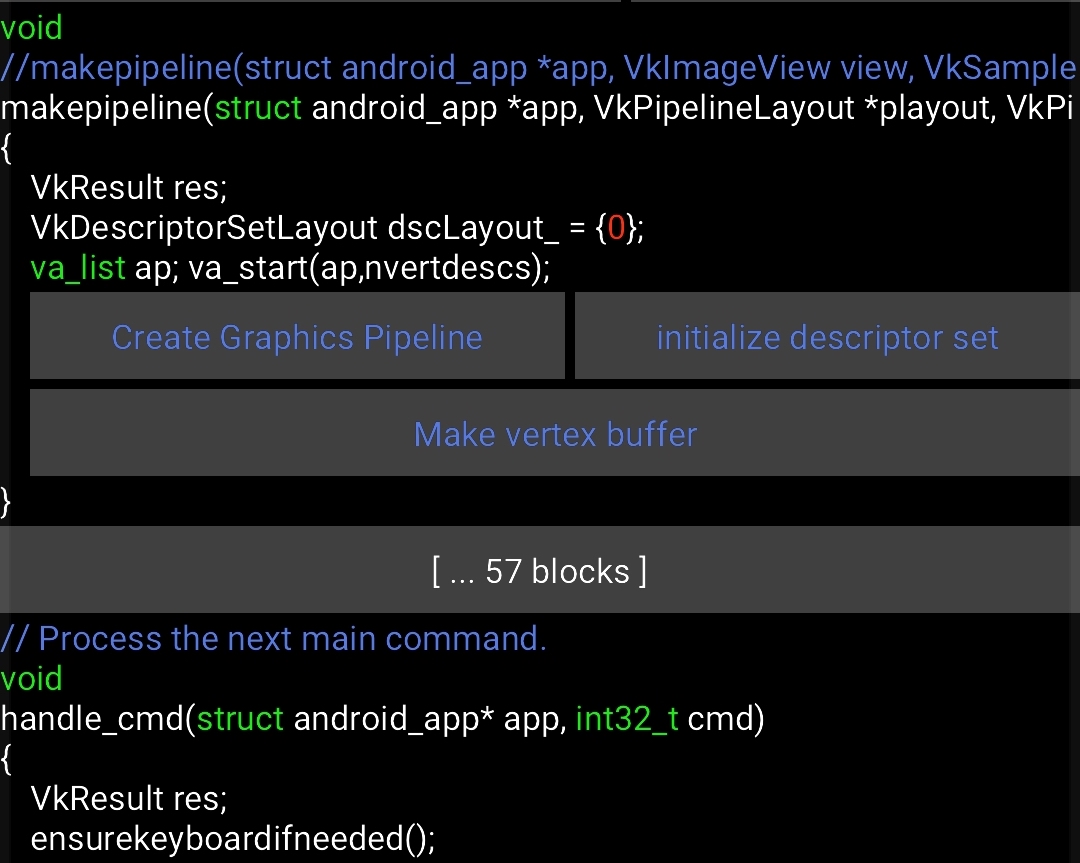 void
//makepipeline(struct android_app *app, VkImageView view, VkSample
makepipeline(struct android_app *app, VkPipelineLayout *playout, VkPi
{
VkResult res;
VkDescriptorSetLayout dscLayout_ = {0};
va_list ap; va_start(ap,nvertdescs);
Create Graphics Pipeline
initialize descriptor set
Make vertex buffer
}
[ ... 57 blocks ]
// Process the next main command.
void
handle_cmd(struct android_app* app, int32_t cmd)
{
VkResult res;
ensurekeyboardifneeded();